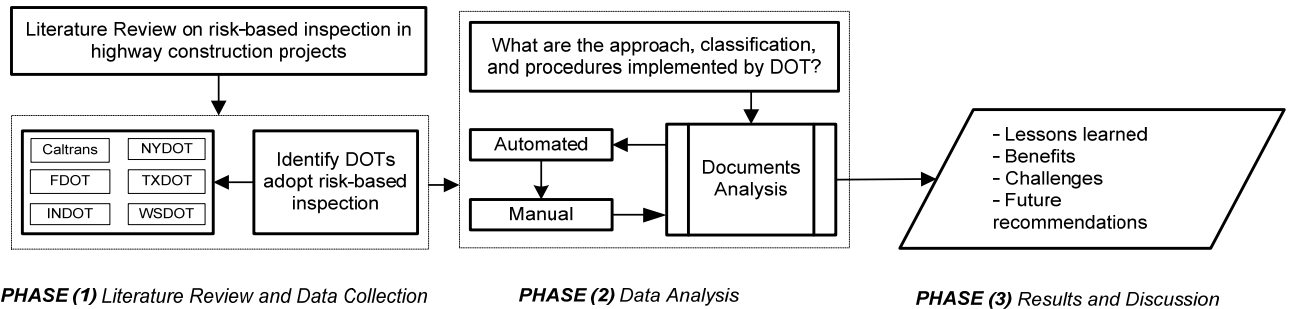 Literature Review on risk-based inspection in
highway construction projects
Caltrans
NYDOT
FDOT
TXDOT
INDOT
WSDOT
Identify DOTs
adopt risk-based
inspection
PHASE (1) Literature Review and Data Collection
What are the approach, classification,
and procedures implemented by DOT?
Automated
Manual
Documents
Analysis
PHASE (2) Data Analysis
- Lessons learned
- Benefits
- Challenges
- Future
recommendations
PHASE (3) Results and Discussion